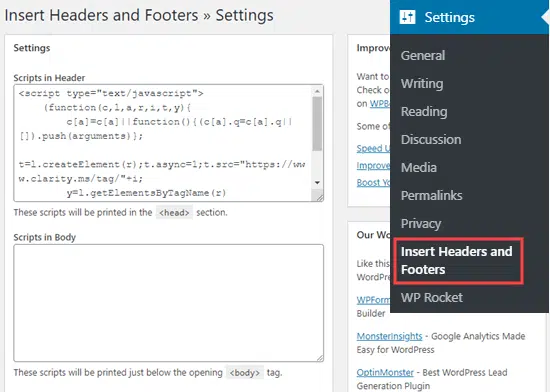 Insert Headers and Footers » Settings
Settings
Scripts in Header
<script type="text/javascript">
(function(c,l,a,r,i,t,y){
c[a]=c[a]||function(){(c[a].q=c[a].q||
[]).push(arguments)};
t=l.createElement(r);t.async=1;t.src="https://ww
w.clarity.ms/tag/"+i;
y=l.getElementsByTagName(r)
These scripts will be printed in the <head> section.
Scripts in Body
These scripts will be printed just below the opening <body> tag.
Improve
Want to
Check o
on WPB
Some of
Speed U
Improve
Boost Yo
Our Wo
Like this
WordPre
WPForm
Builder
MonsterInsights - Google Analytics Made
Easy for WordPress
OptinMonster - Best WordPress Lead
Generation Plugin
Settings
General
Writing
Reading
Discussion
Media
Permalinks
Privacy
Insert Headers and
Footers
WP Rocket